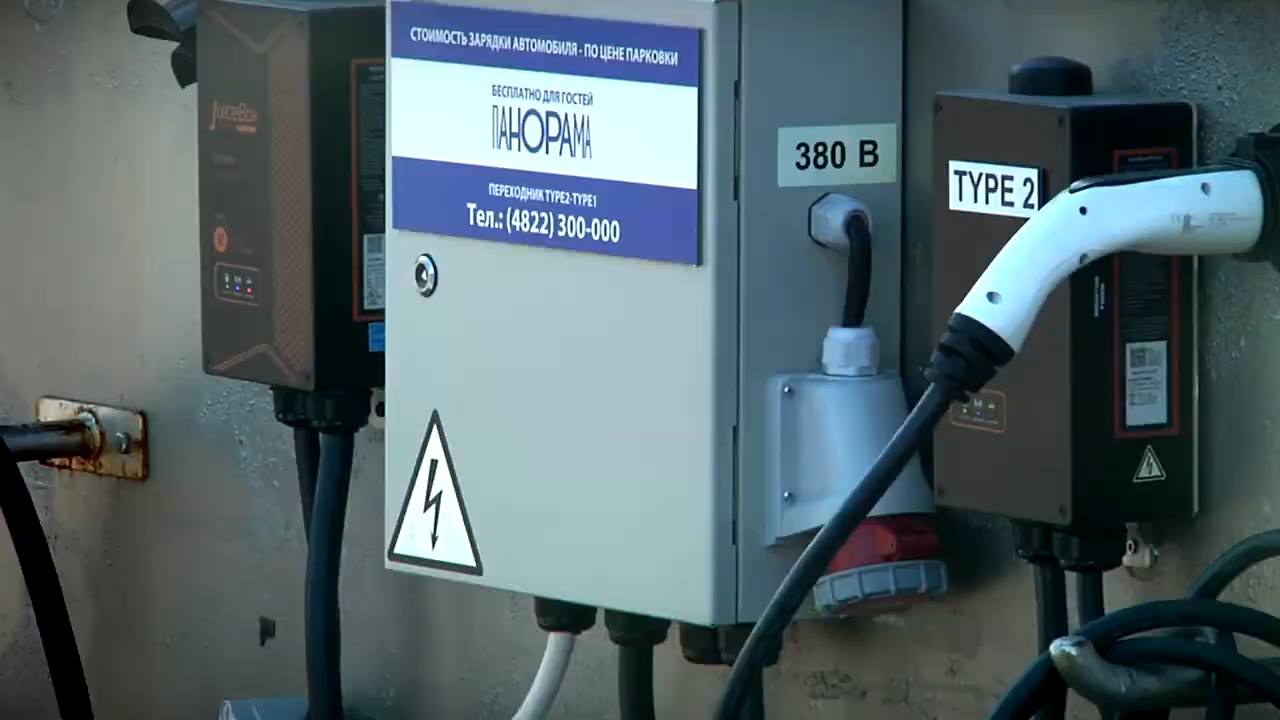 JuiceBox
СТОИМОСТЬ ЗАРЯДКИ АВТОМОБИЛЯ - ПО ЦЕНЕ ПАРКОВКИ
БЕСПЛАТНО ДЛЯ ГОСТЕЙ
ПАНОРАМА
ПЕРЕХОДНИК TYPE2-TYPE1
Тел.: (4822) 300-000
380 В
TYPE 2